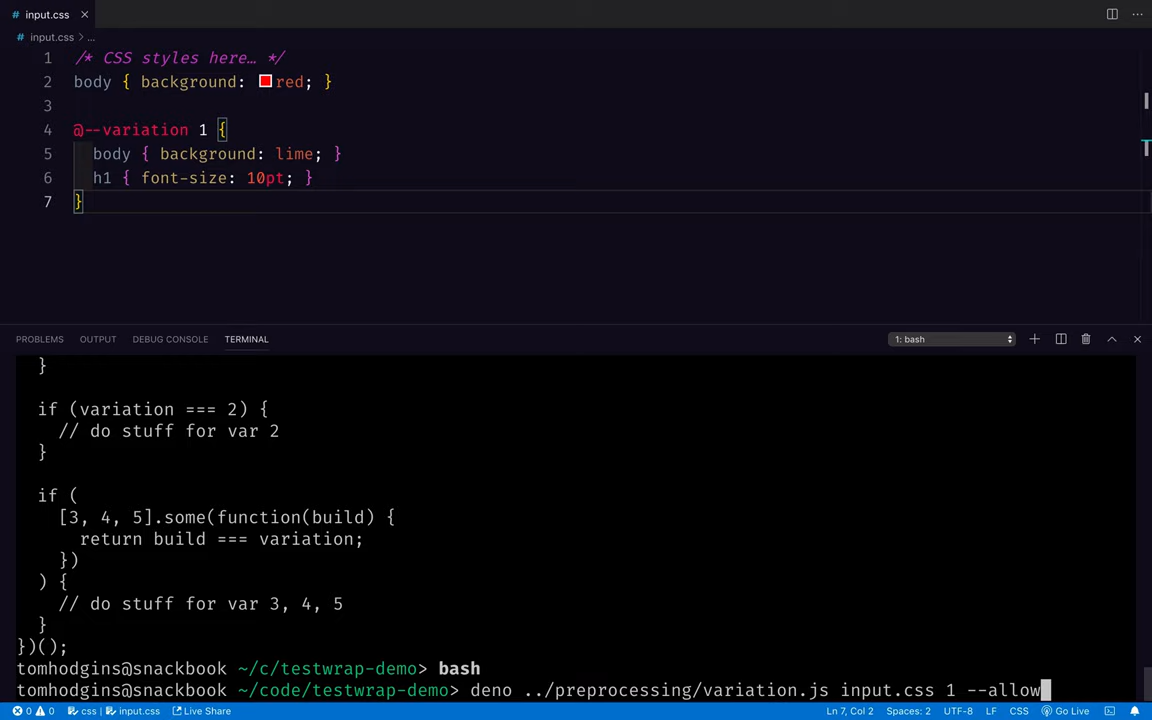 # input.css
# input.css > ...
1 /* CSS styles here… */
2 body { background: red; }
3
4 @--variation 1 {
5 body { background: lime; }
6 h1 { font-size: 10pt; }
7 }
PROBLEMS OUTPUT DEBUG CONSOLE TERMINAL 1: bash
}
if (variation === 2) {
// do stuff for var 2
}
if (
[3, 4, 5].some(function(build) {
return build === variation;
})
) {
// do stuff for var 3, 4, 5
}
})();
tomhodgins@snackbook ~/c/testwrap-demo> bash
tomhodgins@snackbook ~/code/testwrap-demo> deno ../preprocessing/variation.js input.css 1 --allow
0 0 css input.css Live Share Ln 7, Col 2 Spaces: 2 UTF-8 LF CSS Go Live